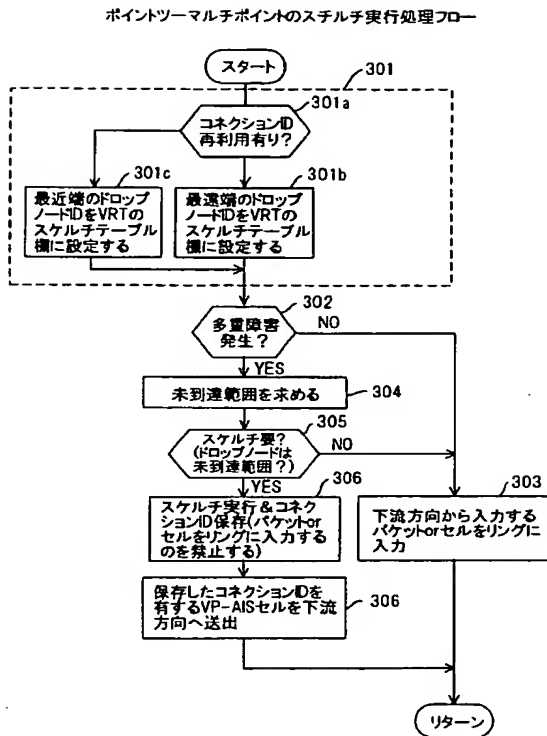 ポイントツーマルチポイントのスチルチ実行処理フロー
スタート
301
301a
コネクションID
再利用有り？
301c
最近端のドロップ
ノードIDをVRTの
スケルチテーブル
欄に設定する
301b
最遠端のドロップ
ノードIDをVRTの
スケルチテーブル
欄に設定する
302
多重障害
発生？
NO
YES
304
未到達範囲を求める
305
スケルチ要？
(ドロップノードは
未到達範囲？)
NO
YES
306
スケルチ実行＆コネク
ションID保存(パケットor
セルをリングに入力する
のを禁止する)
303
下流方向から入力する
パケットorセルをリングに
入力
保存したコネクションIDを
有するVP-AISセルを下流
方向へ送出
306
リターン